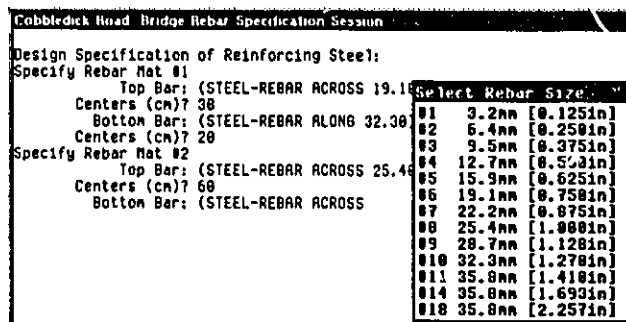 Cobbledick Road Bridge Rebar Specification Session
Design Specification of Reinforcing Steel:
Specify Rebar Mat #1
Top Bar: (STEEL-REBAR ACROSS 19.10
Centers (cm)? 30
Bottom Bar: (STEEL-REBAR ALONG 32.30)
Centers (cm)? 20
Specify Rebar Mat #2
Top Bar: (STEEL-REBAR ACROSS 25.40
Centers (cm)? 60
Bottom Bar: (STEEL-REBAR ACROSS
Select Rebar Size
#1 3.2mm [0.125in]
#2 6.4mm [0.250in]
#3 9.5mm [0.375in]
#4 12.7mm
#5 15.9mm [0.625in]
#6 19.1mm [0.750in]
#7 22.2mm [0.875in]
#8 25.4mm [1.000in]
#9 28.7mm [1.128in]
#10 32.3mm [1.270in]
#11 35.8mm [1.410in]
#14 35.8mm [1.693in]
#18 35.8mm [2.257in]